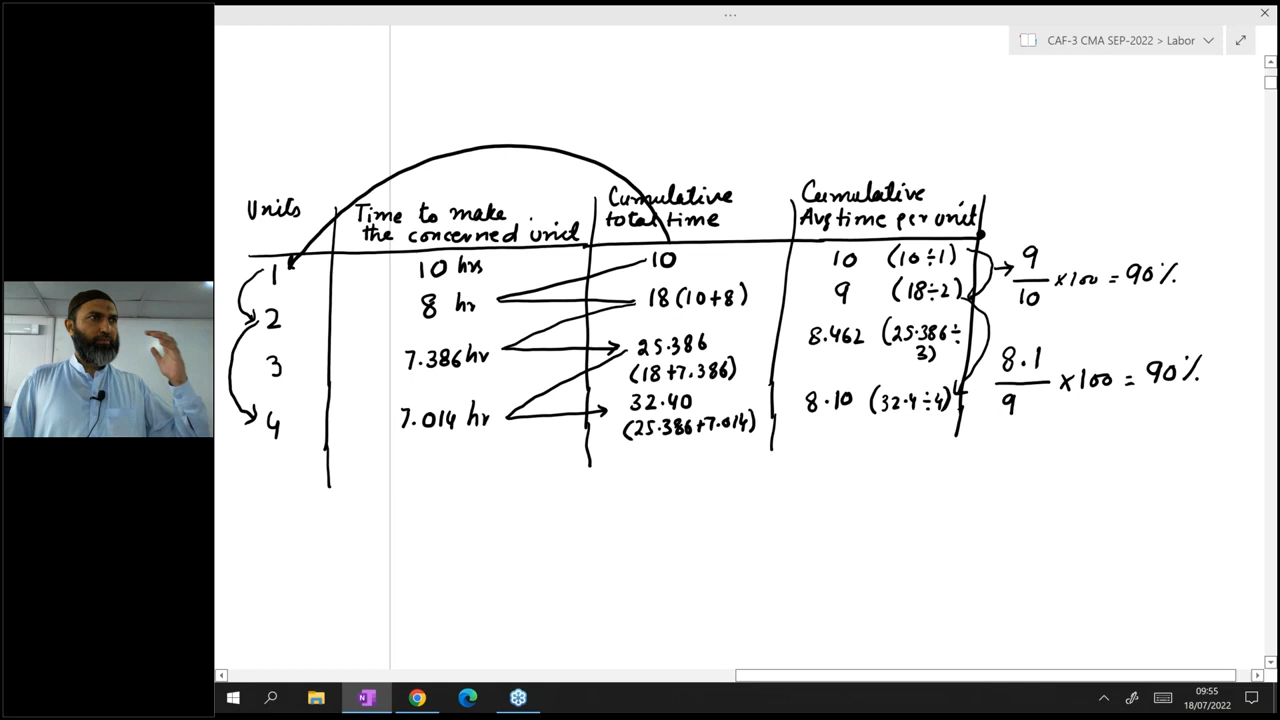 CAF-3 CMA SEP-2022 > Labor
Units
Time to make
the concerned unit
Cumulative
total time
Cumulative
Avg time per unit
1
10 hrs
10
10 (10÷1)
2
8 hr
18 (10+8)
9 (18÷2)
3
7.386 hr
25.386
(18+7.386)
8.462 (25.386÷
3)
4
7.014 hr
32.40
(25.386+7.014)
8.10 (32.4÷4)
9
10
×100 = 90%
8.1
9
×100 = 90%
09:55
18/07/2022